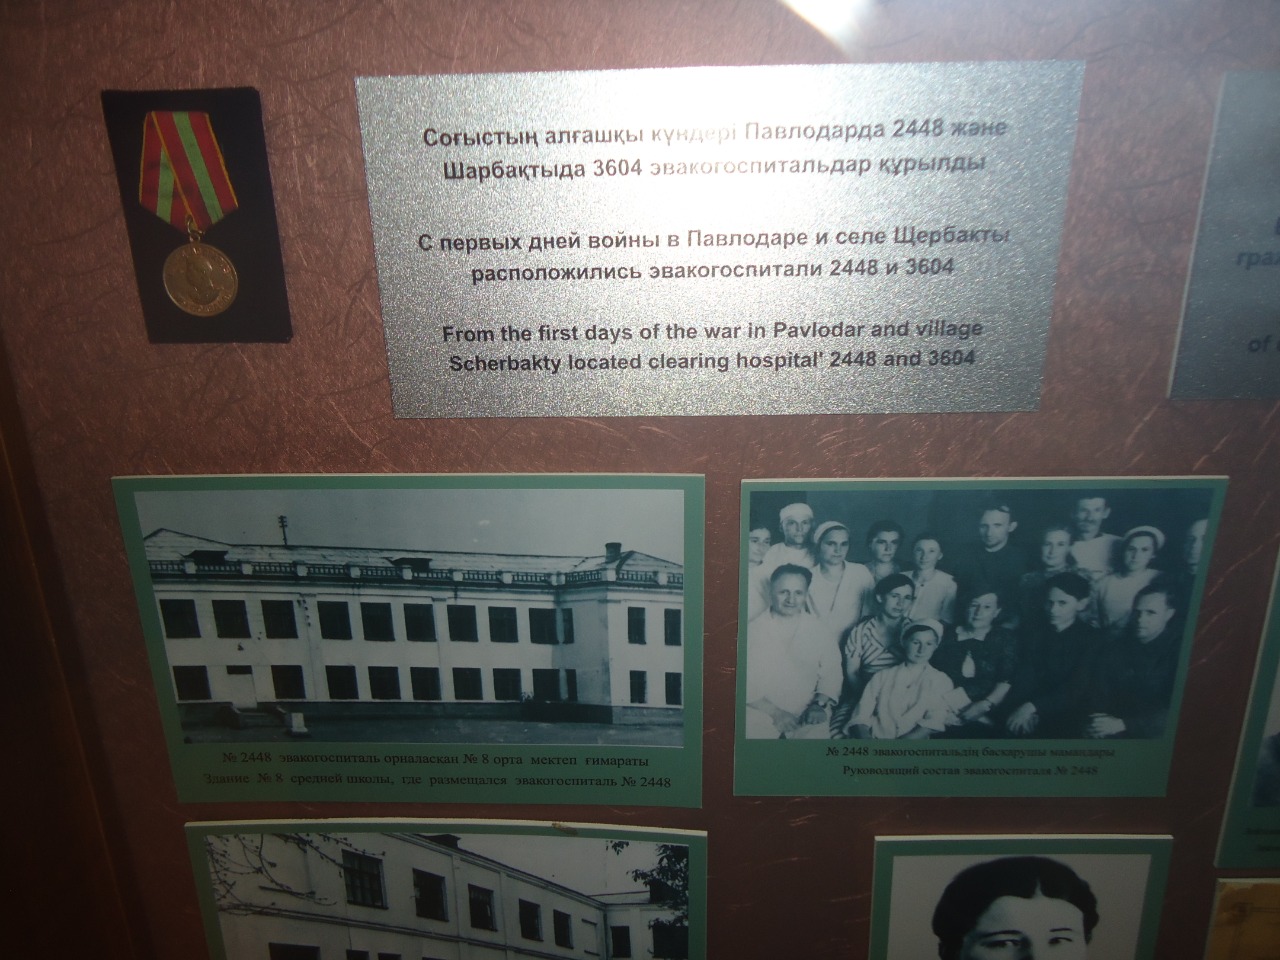 Соғыстың алғашқы күндері Павлодарда 2448 және
Шарбақтыда 3604 эвакогоспитальдар құрылды
С первых дней войны в Павлодаре и селе Щербакты
расположились эвакогоспитали 2448 и 3604
From the first days of the war in Pavlodar and village
Scherbakty located clearing hospital' 2448 and 3604
граж
of
№ 2448 эвакогоспиталь орналасқан № 8 орта мектеп ғимараты
Здание № 8 средней школы, где размещался эвакогоспиталь № 2448
№ 2448 эвакогоспитальдің басқарушы мамандары
Руководящий состав эвакогоспиталя № 2448